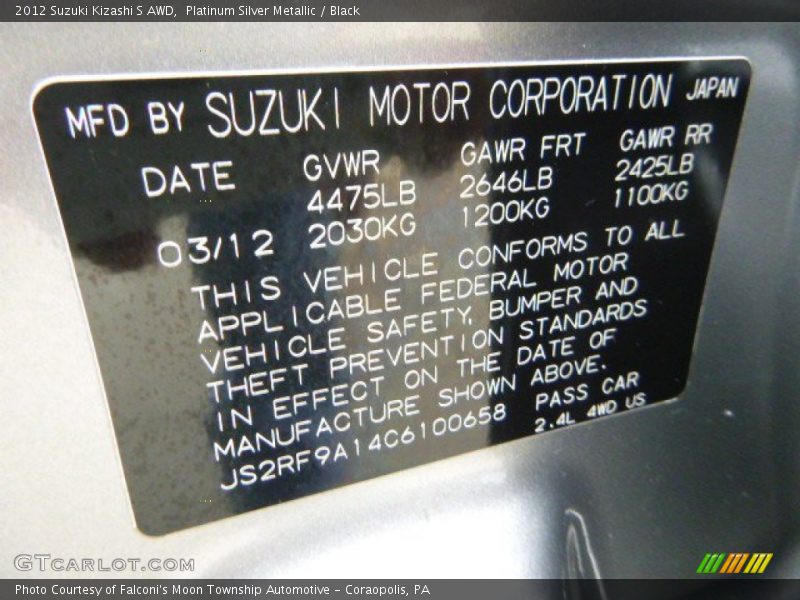 2012 Suzuki Kizashi S AWD,  Platinum Silver Metallic / Black
MFD BY SUZUKI MOTOR CORPORATION JAPAN
DATE GVWR GAWR FRT GAWR RR
4475LB 2646LB 2425LB
03/12 2030KG 1200KG 1100KG
THIS VEHICLE CONFORMS TO ALL
APPLICABLE FEDERAL MOTOR
VEHICLE SAFETY, BUMPER AND
THEFT PREVENTION STANDARDS
IN EFFECT ON THE DATE OF
MANUFACTURE SHOWN ABOVE.
JS2RF9A14C6100658 PASS CAR
2.4L 4WD US
GTCARLOT.COM
Photo Courtesy of Falconi's Moon Township Automotive - Coraopolis, PA